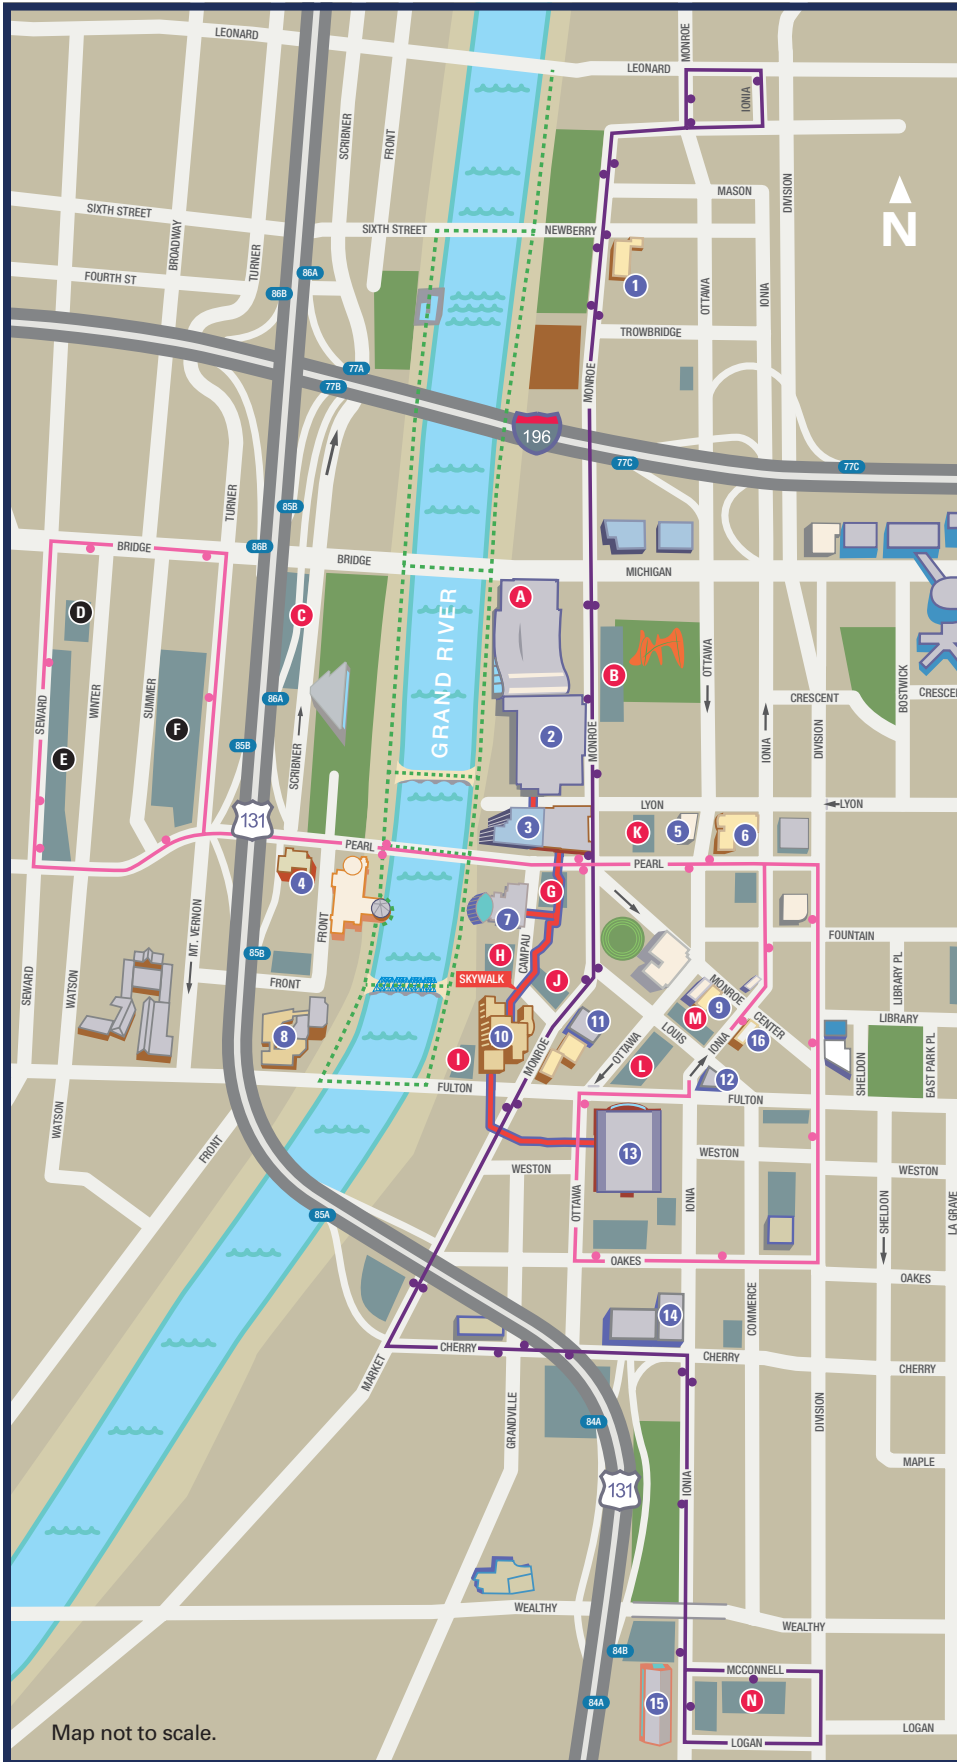 LEONARD
MONROE
LEONARD
IONIA
SCRIBNER
FRONT
DIVISION
MASON
N
SIXTH STREET
BROADWAY
TURNER
SIXTH STREET
NEWBERRY
FOURTH ST
86A
86B
1
OTTAWA
IONIA
TROWBRIDGE
77A
77B
MONROE
196
77C
77C
TURNER
85B
86B
BRIDGE
BRIDGE
MICHIGAN
A
D
C
GRAND RIVER
B
OTTAWA
SEWARD
WINTER
SUMMER
86A
CRESCENT
BOSTWICK
CRESCEN
F
E
85B
SCRIBNER
2
MONROE
IONIA
DIVISION
LYON
LYON
131
3
K
5
6
PEARL
PEARL
4
G
7
FRONT
MT. VERNON
FOUNTAIN
85B
H
CAMPAU
SKYWALK
J
SEWARD
WATSON
FRONT
LIBRARY PL
MONROE
CENTER
9
M
LOUIS
IONIA
16
LIBRARY
8
10
11
OTTAWA
MONROE
I
L
SHELDON
EAST PARK PL
12
FULTON
FULTON
WATSON
FRONT
13
WESTON
WESTON
WESTON
OTTAWA
IONIA
SHELDON
LA GRAVE
85A
OAKES
OAKES
COMMERCE
14
CHERRY
CHERRY
CHERRY
MARKET
GRANDVILLE
84A
DIVISION
MAPLE
131
IONIA
WEALTHY
WEALTHY
84B
MCCONNELL
15
N
84A
LOGAN
LOGAN
Map not to scale.